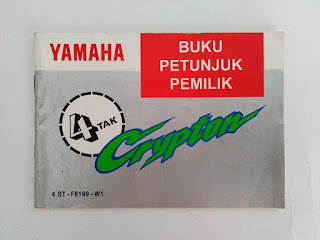 YAMAHA
BUKU
PETUNJUK
PEMILIK
4 TAK
Crypton
4 ST - F8199 - W1